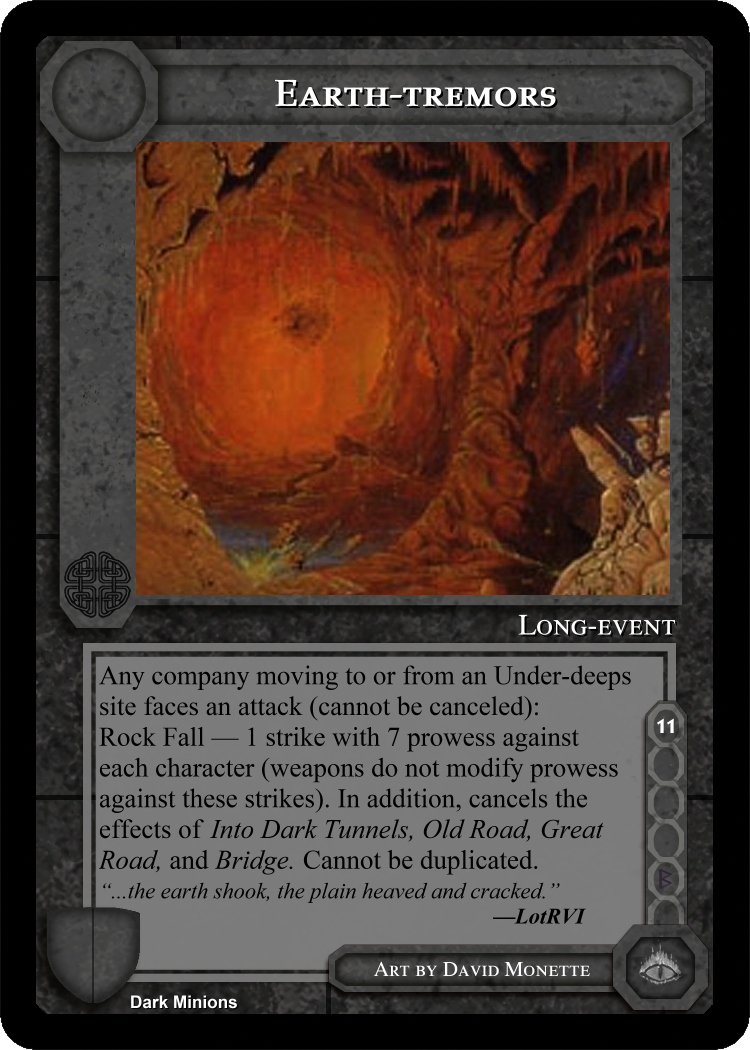 Earth-tremors
Long-event
Any company moving to or from an Under-deeps
site faces an attack (cannot be canceled):
Rock Fall — 1 strike with 7 prowess against
each character (weapons do not modify prowess
against these strikes). In addition, cancels the
effects of Into Dark Tunnels, Old Road, Great
Road, and Bridge. Cannot be duplicated.
“...the earth shook, the plain heaved and cracked.”
—LotRVI
11
B
Art by David Monette
Dark Minions